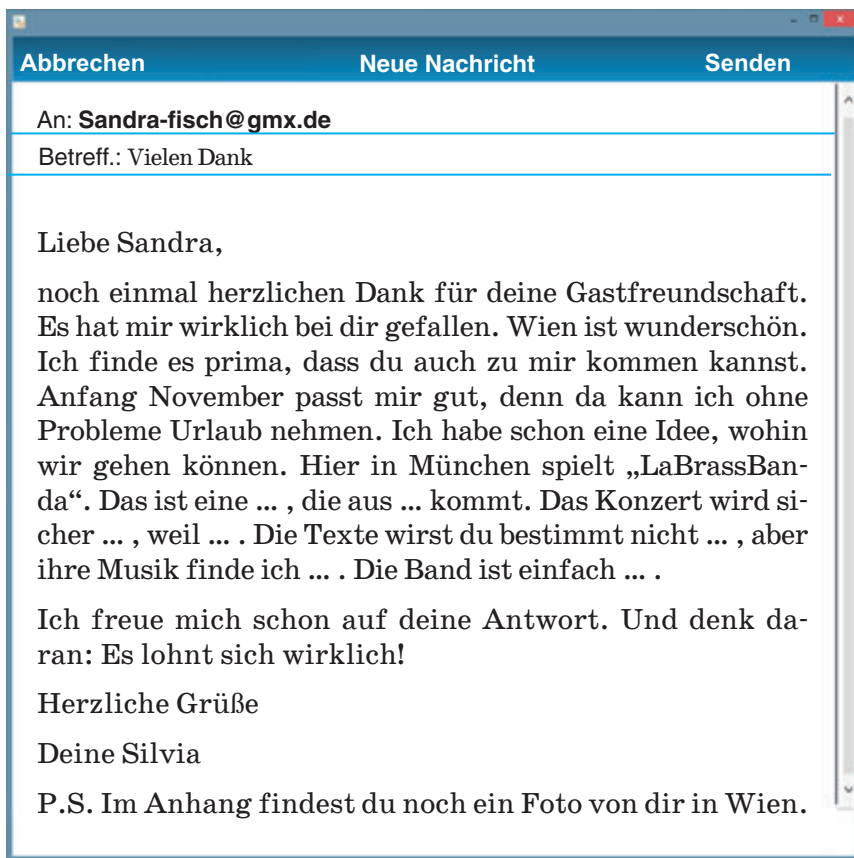 Abbrechen Neue Nachricht Senden
An: Sandra-fisch@gmx.de
Betreff.: Vielen Dank
Liebe Sandra,
noch einmal herzlichen Dank für deine Gastfreundschaft.
Es hat mir wirklich bei dir gefallen. Wien ist wunderschön.
Ich finde es prima, dass du auch zu mir kommen kannst.
Anfang November passt mir gut, denn da kann ich ohne
Probleme Urlaub nehmen. Ich habe schon eine Idee, wohin
wir gehen können. Hier in München spielt „LaBrassBan-
da“. Das ist eine ... , die aus ... kommt. Das Konzert wird si-
cher ... , weil ... . Die Texte wirst du bestimmt nicht ... , aber
ihre Musik finde ich ... . Die Band ist einfach ... .
Ich freue mich schon auf deine Antwort. Und denk da-
ran: Es lohnt sich wirklich!
Herzliche Grüße
Deine Silvia
P.S. Im Anhang findest du noch ein Foto von dir in Wien.